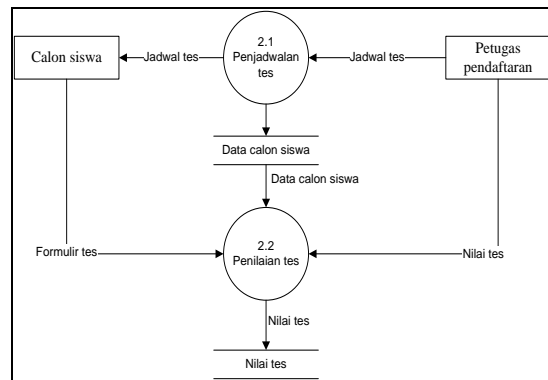 2.1
Penjadwalan
tes
Calon siswa
Jadwal tes
Jadwal tes
Petugas
pendaftaran
Data calon siswa
Data calon siswa
2.2
Penilaian tes
Formulir tes
Nilai tes
Nilai tes
Nilai tes